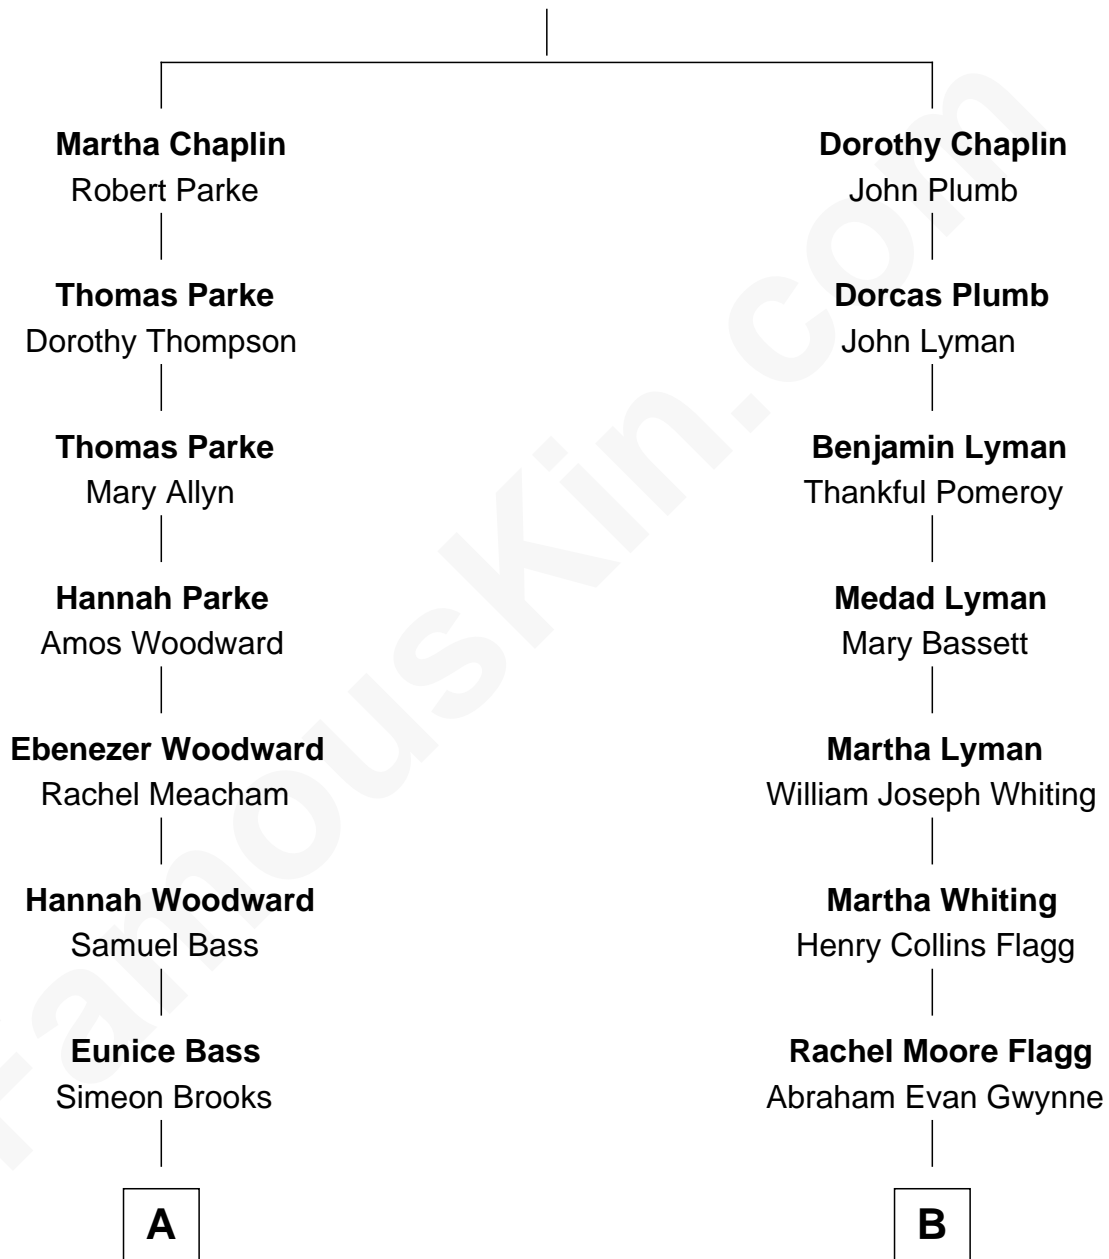 Martha Chaplin
Robert Parke
Thomas Parke
Dorothy Thompson
Thomas Parke
Mary Allyn
Hannah Parke
Amos Woodward
Ebenezer Woodward
Rachel Meacham
Hannah Woodward
Samuel Bass
Eunice Bass
Simeon Brooks
A
Dorothy Chaplin
John Plumb
Dorcas Plumb
John Lyman
Benjamin Lyman
Thankful Pomeroy
Medad Lyman
Mary Bassett
Martha Lyman
William Joseph Whiting
Martha Whiting
Henry Collins Flagg
Rachel Moore Flagg
Abraham Evan Gwynne
B
FamousKin.com